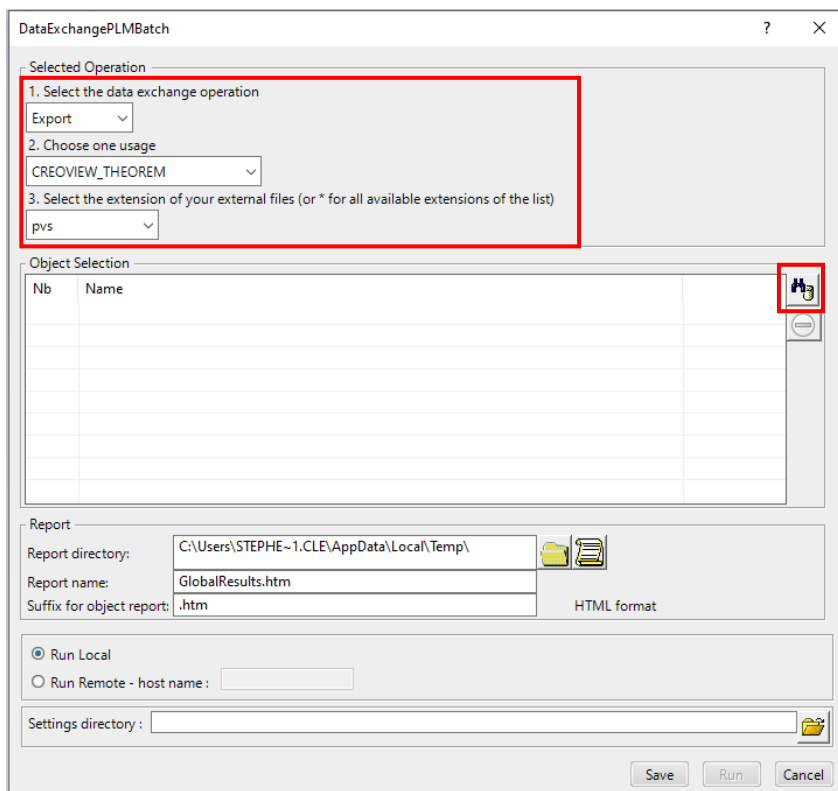 DataExchangePLMBatch ?
Selected Operation
1. Select the data exchange operation
Export
2. Choose one usage
CREOVIEW_THEOREM
3. Select the extension of your external files (or * for all available extensions of the list)
pvs
Object Selection
Nb Name
Report
Report directory: C:\Users\STEPHE~1.CLE\AppData\Local\Temp\
Report name: GlobalResults.htm
Suffix for object report: .htm HTML format
Run Local
Run Remote - host name :
Settings directory :
Save Run Cancel